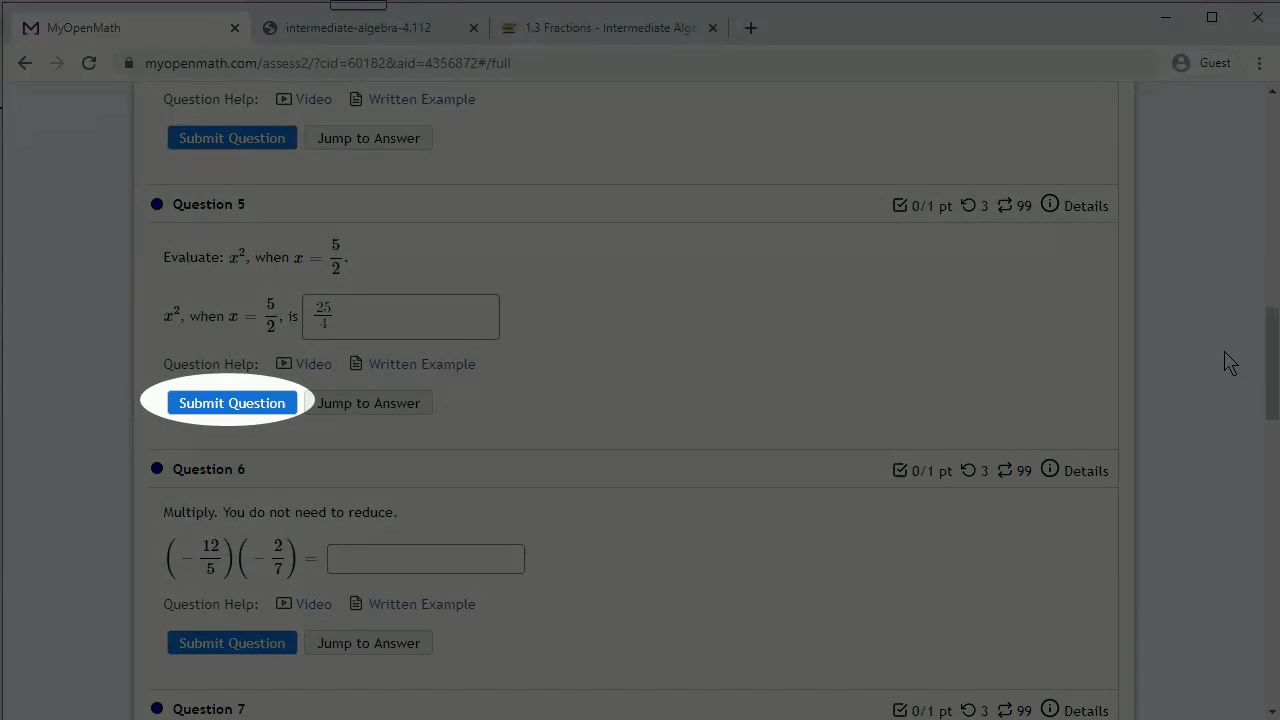 MyOpenMath
intermediate-algebra-4.112
1.3 Fractions - Intermediate Alge
myopenmath.com/assess2/?cid=60182&aid=4356872#/full
Guest
Question Help: Video Written Example
Submit Question Jump to Answer
Question 5 0/1 pt 3 99 Details
Evaluate: x², when x = 5/2.
x², when x = 5/2, is 25/4
Question Help: Video Written Example
Submit Question Jump to Answer
Question 6 0/1 pt 3 99 Details
Multiply. You do not need to reduce.
(− 12/5)(− 2/7) =
Question Help: Video Written Example
Submit Question Jump to Answer
Question 7 0/1 pt 3 99 Details